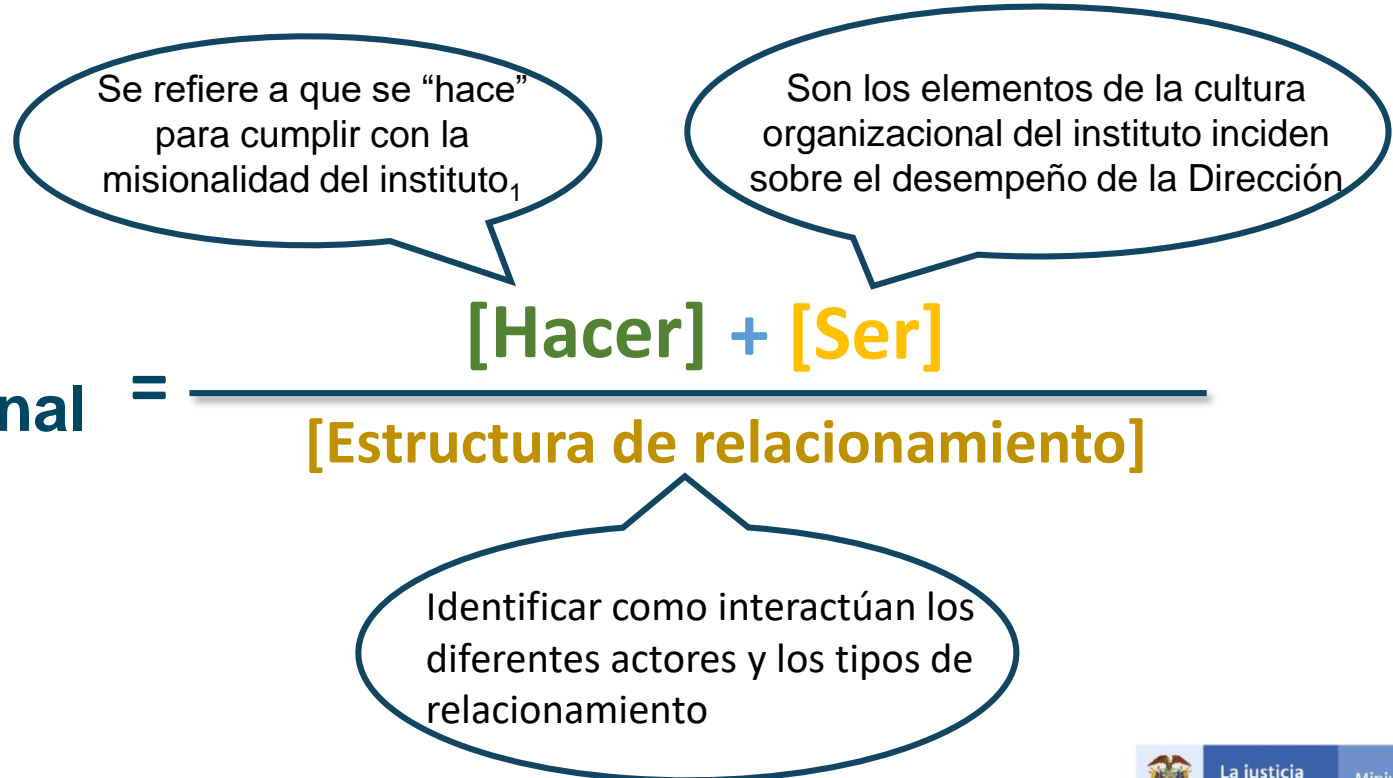 Se refiere a que se “hace”
para cumplir con la
misionalidad del instituto₁
Son los elementos de la cultura
organizacional del instituto inciden
sobre el desempeño de la Dirección
[Hacer] + [Ser]
nal =
[Estructura de relacionamiento]
Identificar como interactúan los
diferentes actores y los tipos de
relacionamiento
La justicia